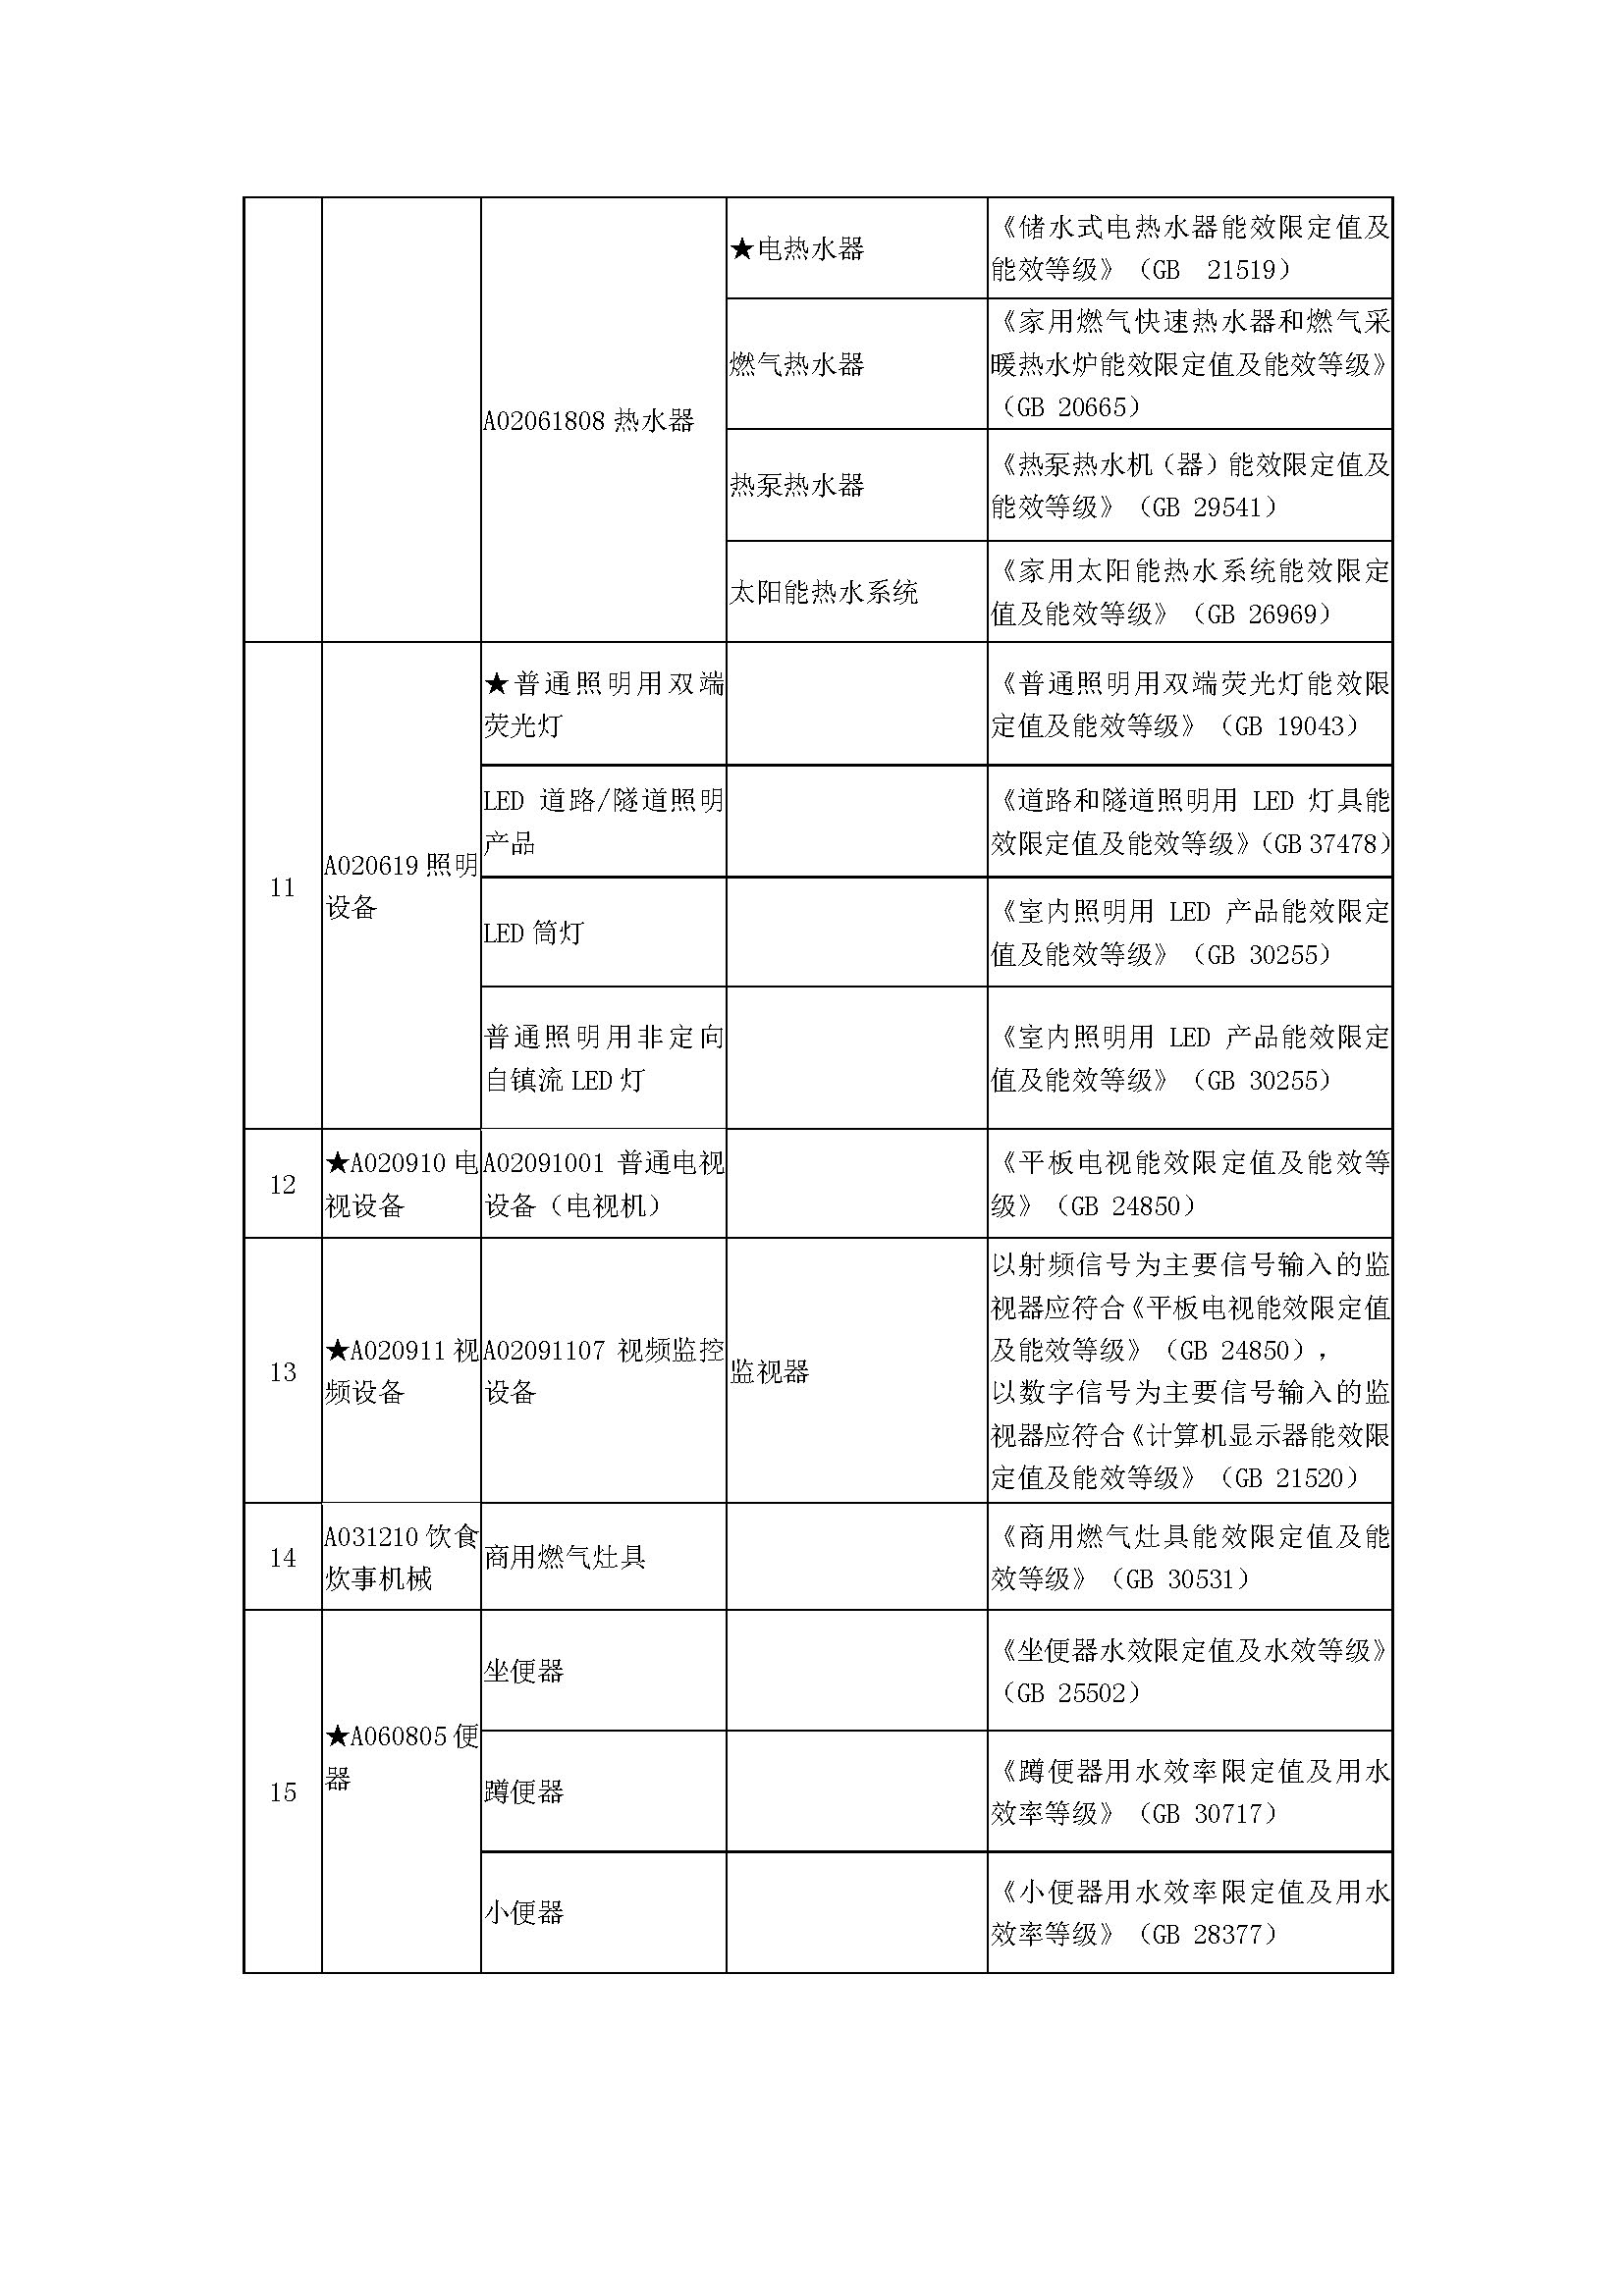 ★电热水器
《储水式电热水器能效限定值及
能效等级》（GB 21519）
A02061808 热水器
燃气热水器
《家用燃气快速热水器和燃气采
暖热水炉能效限定值及能效等级》
（GB 20665）
热泵热水器
《热泵热水机（器）能效限定值及
能效等级》（GB 29541）
太阳能热水系统
《家用太阳能热水系统能效限定
值及能效等级》（GB 26969）
11
A020619 照明
设备
★普通照明用双端
荧光灯
《普通照明用双端荧光灯能效限
定值及能效等级》（GB 19043）
LED 道路/隧道照明
产品
《道路和隧道照明用 LED 灯具能
效限定值及能效等级》（GB 37478）
LED 筒灯
《室内照明用 LED 产品能效限定
值及能效等级》（GB 30255）
普通照明用非定向
自镇流 LED 灯
《室内照明用 LED 产品能效限定
值及能效等级》（GB 30255）
12
★A020910 电
视设备
A02091001 普通电视
设备（电视机）
《平板电视能效限定值及能效等
级》（GB 24850）
13
★A020911 视
频设备
A02091107 视频监控
设备
监视器
以射频信号为主要信号输入的监
视器应符合《平板电视能效限定值
及能效等级》（GB 24850），
以数字信号为主要信号输入的监
视器应符合《计算机显示器能效限
定值及能效等级》（GB 21520）
14
A031210 饮食
炊事机械
商用燃气灶具
《商用燃气灶具能效限定值及能
效等级》（GB 30531）
15
★A060805 便
器
坐便器
《坐便器水效限定值及水效等级》
（GB 25502）
蹲便器
《蹲便器用水效率限定值及用水
效率等级》（GB 30717）
小便器
《小便器用水效率限定值及用水
效率等级》（GB 28377）